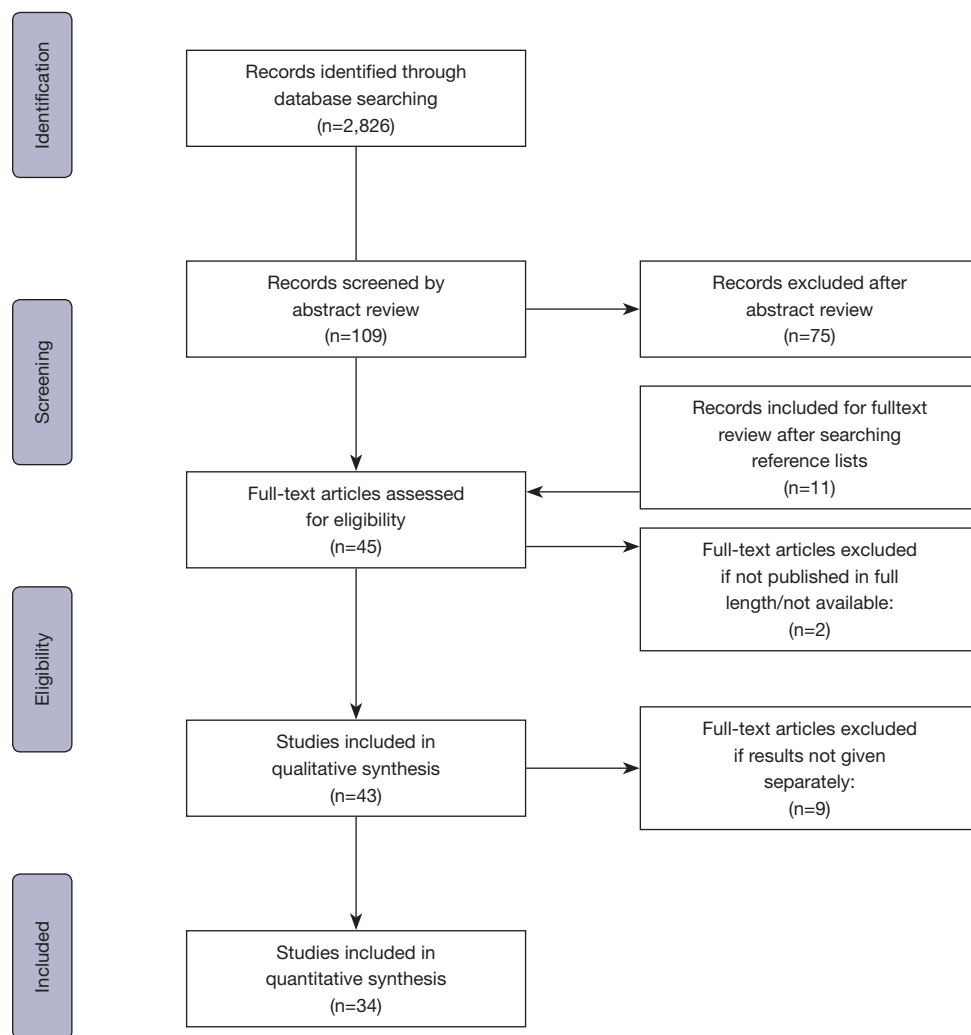 Identification
Records identified through
database searching
(n=2,826)
Screening
Records screened by
abstract review
(n=109)
Records excluded after
abstract review
(n=75)
Records included for fulltext
review after searching
reference lists
(n=11)
Full-text articles assessed
for eligibility
(n=45)
Full-text articles excluded
if not published in full
length/not available:
(n=2)
Eligibility
Studies included in
qualitative synthesis
(n=43)
Full-text articles excluded
if results not given
separately:
(n=9)
Included
Studies included in
quantitative synthesis
(n=34)